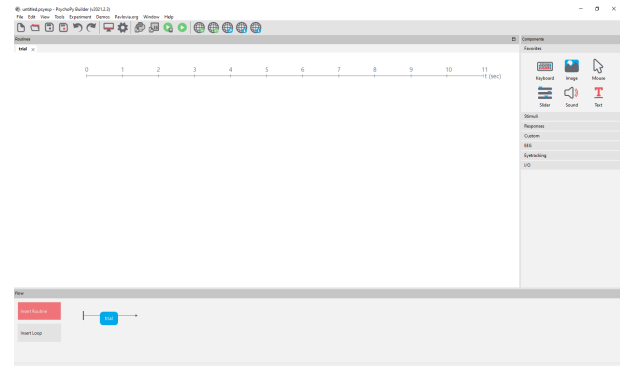 untitled.psyexp - PsychoPy Builder (v2021.2.3)
File Edit View Tools Experiment Demos Pavlovia.org Window Help
Routines
Components
trial
Favorites
0 1 2 3 4 5 6 7 8 9 10 11
t (sec)
Keyboard Image Mouse
Slider Sound Text
Stimuli
Responses
Custom
EEG
Eyetracking
I/O
Flow
Insert Routine
trial
Insert Loop